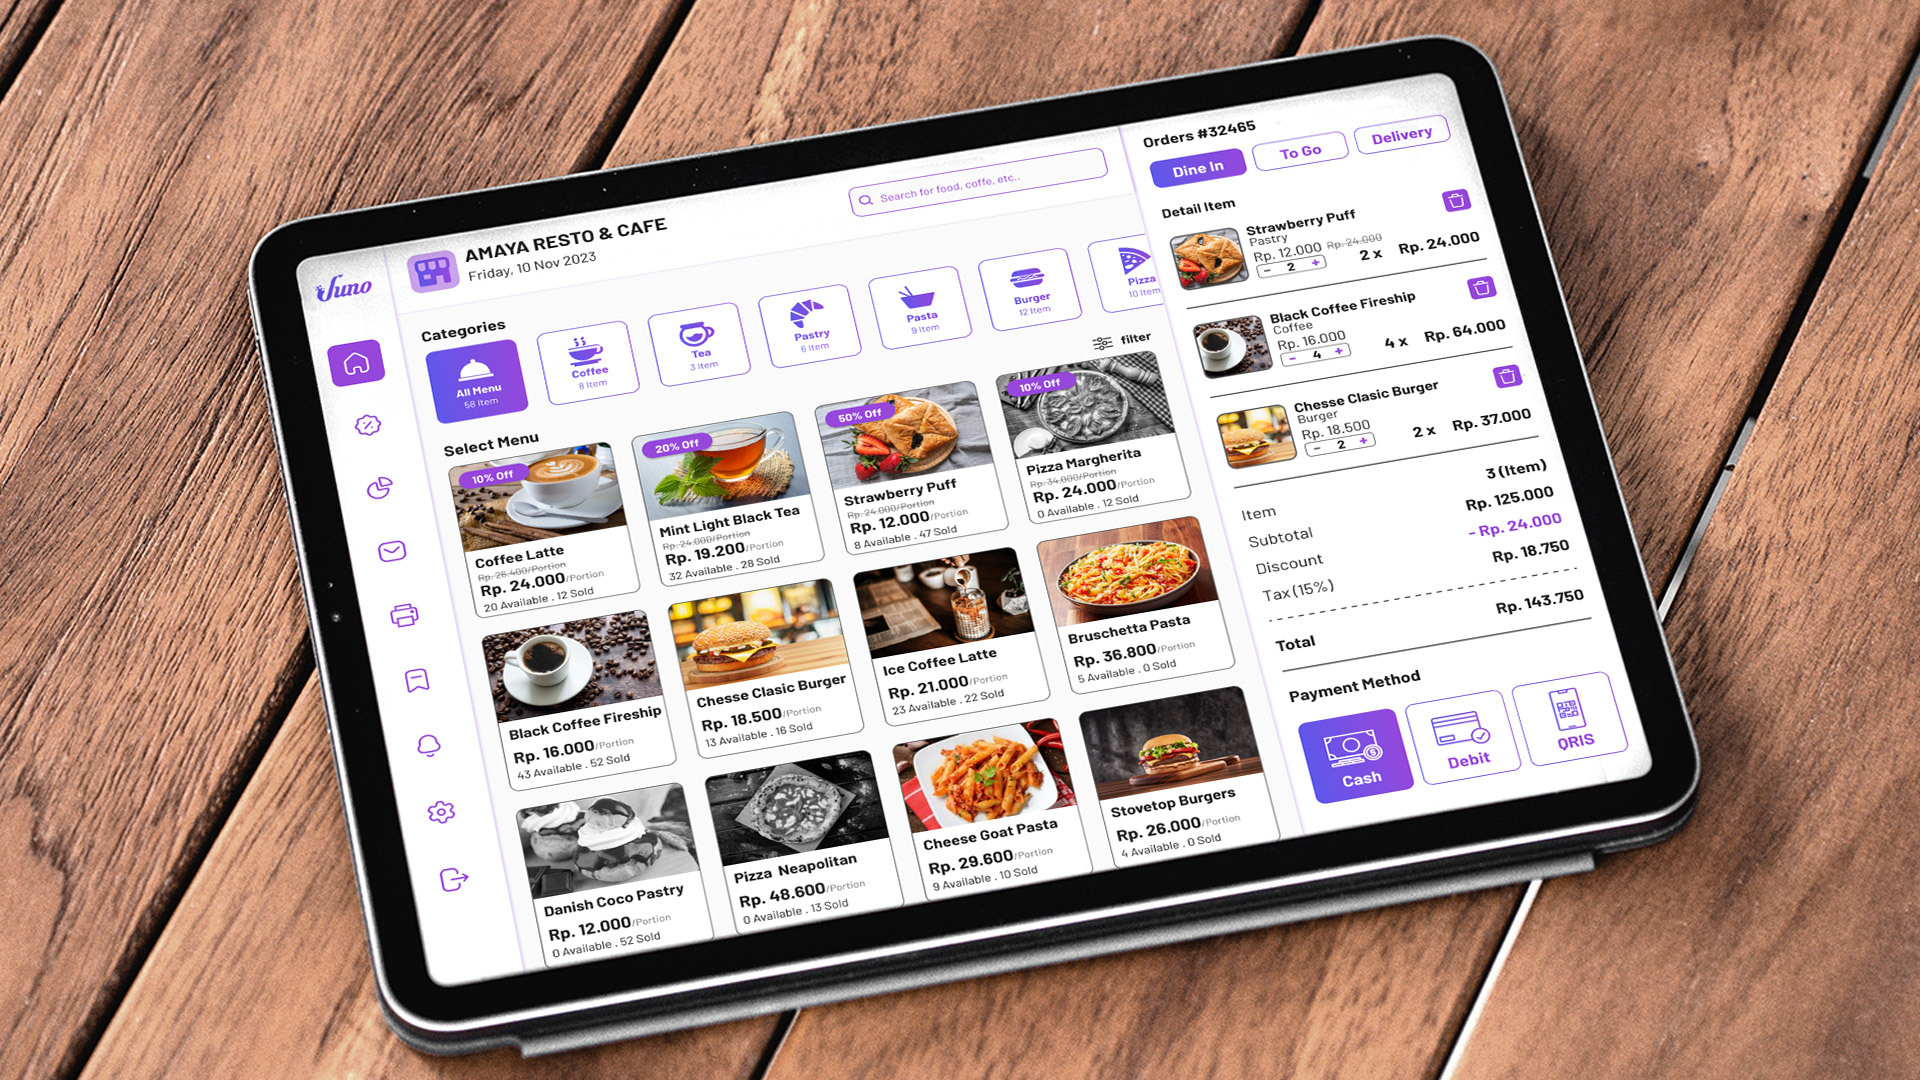 Juno
AMAYA RESTO & CAFE
Friday, 10 Nov 2023
Search for food, coffe, etc..
Categories
All Menu
58 Item
Coffee
8 Item
Tea
3 Item
Pastry
6 Item
Pasta
9 Item
Burger
12 Item
Pizza
10 Item
filter
Select Menu
10% Off
Coffee Latte
Rp. 26.400/Portion
Rp. 24.000/Portion
20 Available . 12 Sold
20% Off
Mint Light Black Tea
Rp. 24.000/Portion
Rp. 19.200/Portion
32 Available . 28 Sold
50% Off
Strawberry Puff
Rp. 24.000/Portion
Rp. 12.000/Portion
8 Available . 47 Sold
10% Off
Pizza Margherita
Rp. 34.000/Portion
Rp. 24.000/Portion
0 Available . 12 Sold
Black Coffee Fireship
Rp. 16.000/Portion
43 Available . 52 Sold
Chesse Clasic Burger
Rp. 18.500/Portion
13 Available . 16 Sold
Ice Coffee Latte
Rp. 21.000/Portion
23 Available . 22 Sold
Bruschetta Pasta
Rp. 36.800/Portion
5 Available . 0 Sold
Danish Coco Pastry
Rp. 12.000/Portion
0 Available . 52 Sold
Pizza Neapolitan
Rp. 48.600/Portion
0 Available . 13 Sold
Cheese Goat Pasta
Rp. 29.600/Portion
9 Available . 10 Sold
Stovetop Burgers
Rp. 26.000/Portion
4 Available . 0 Sold
Orders #32465
Dine In
To Go
Delivery
Detail Item
Strawberry Puff
Pastry
Rp. 12.000 Rp. 24.000
- 2 +
2 x Rp. 24.000
Black Coffee Fireship
Coffee
Rp. 16.000
- 4 +
4 x Rp. 64.000
Chesse Clasic Burger
Burger
Rp. 18.500
- 2 +
2 x Rp. 37.000
Item 3 (Item)
Subtotal Rp. 125.000
Discount - Rp. 24.000
Tax (15%) Rp. 18.750
Total Rp. 143.750
Payment Method
Cash
Debit
QRIS